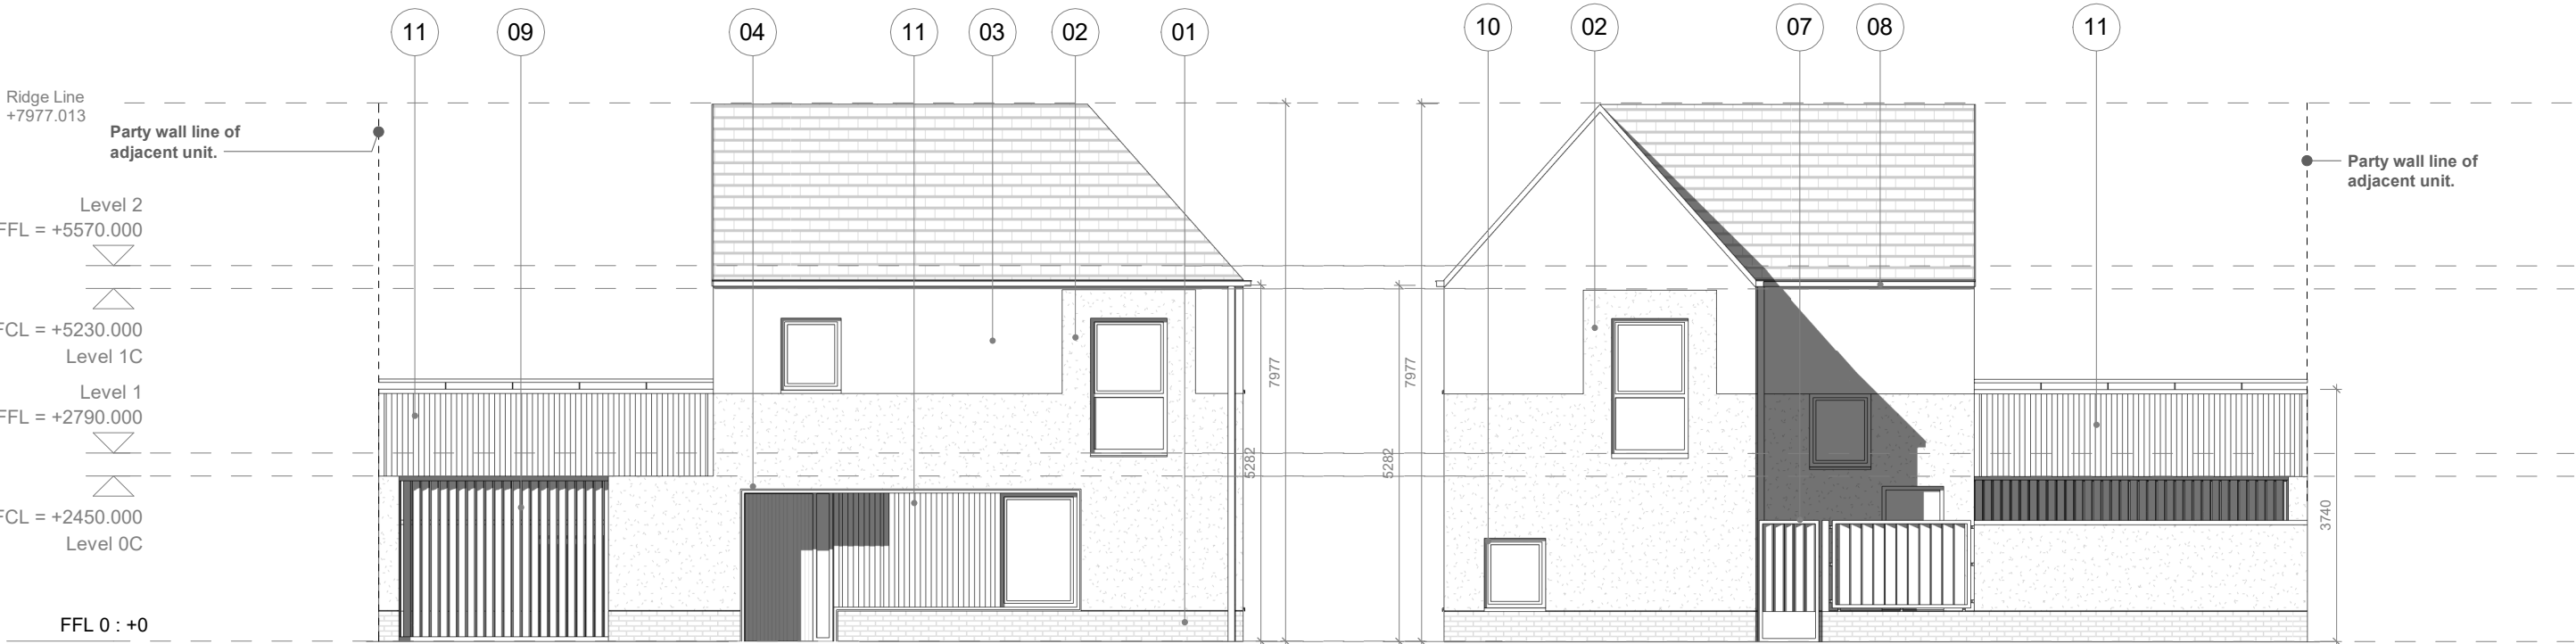 11
09
04
11
03
02
01
10
02
07
08
11
Ridge Line
+7977.013
Party wall line of
adjacent unit.
Party wall line of
adjacent unit.
Level 2
FFL = +5570.000
FCL = +5230.000
Level 1C
Level 1
FFL = +2790.000
FCL = +2450.000
Level 0C
FFL 0 : +0
7977
5282
7977
5282
3740